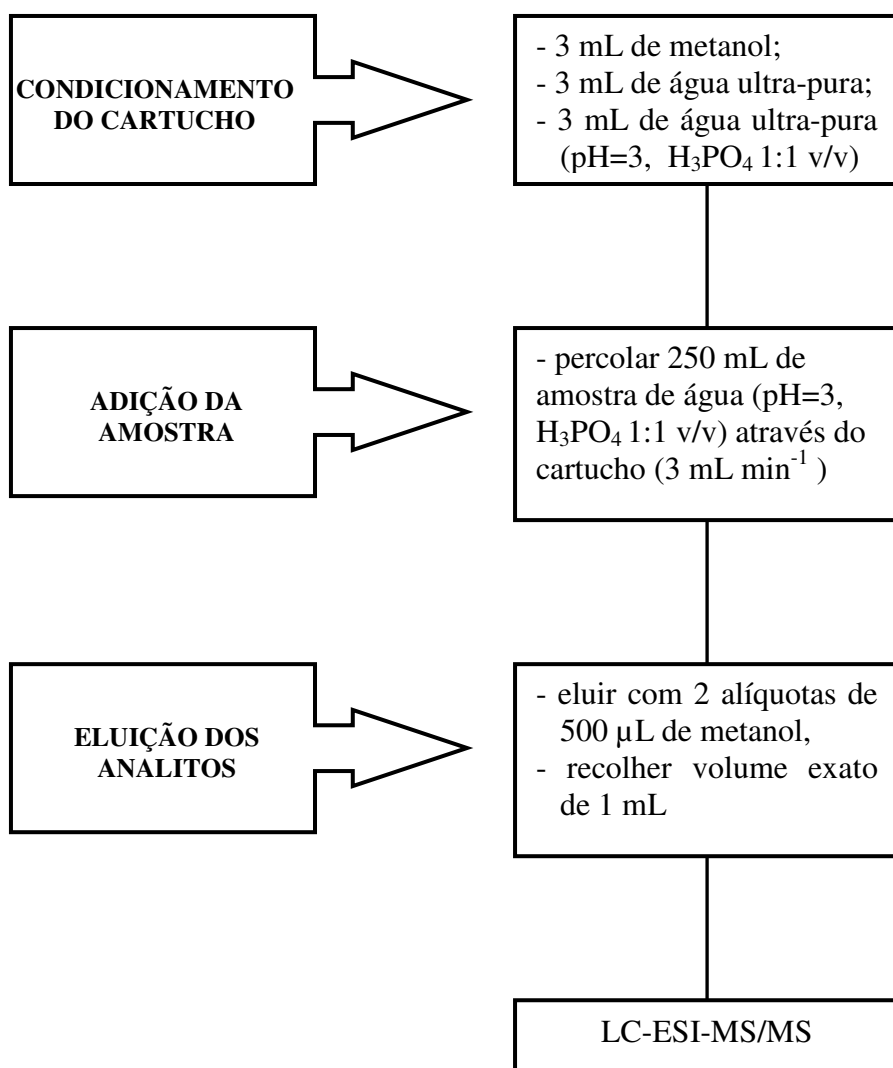 CONDICIONAMENTO
DO CARTUCHO
- 3 mL de metanol;
- 3 mL de água ultra-pura;
- 3 mL de água ultra-pura
(pH=3, H₃PO₄ 1:1 v/v)
ADIÇÃO DA
AMOSTRA
- percolar 250 mL de
amostra de água (pH=3,
H₃PO₄ 1:1 v/v) através do
cartucho (3 mL min⁻¹ )
ELUIÇÃO DOS
ANALITOS
- eluir com 2 alíquotas de
500 µL de metanol,
- recolher volume exato
de 1 mL
LC-ESI-MS/MS